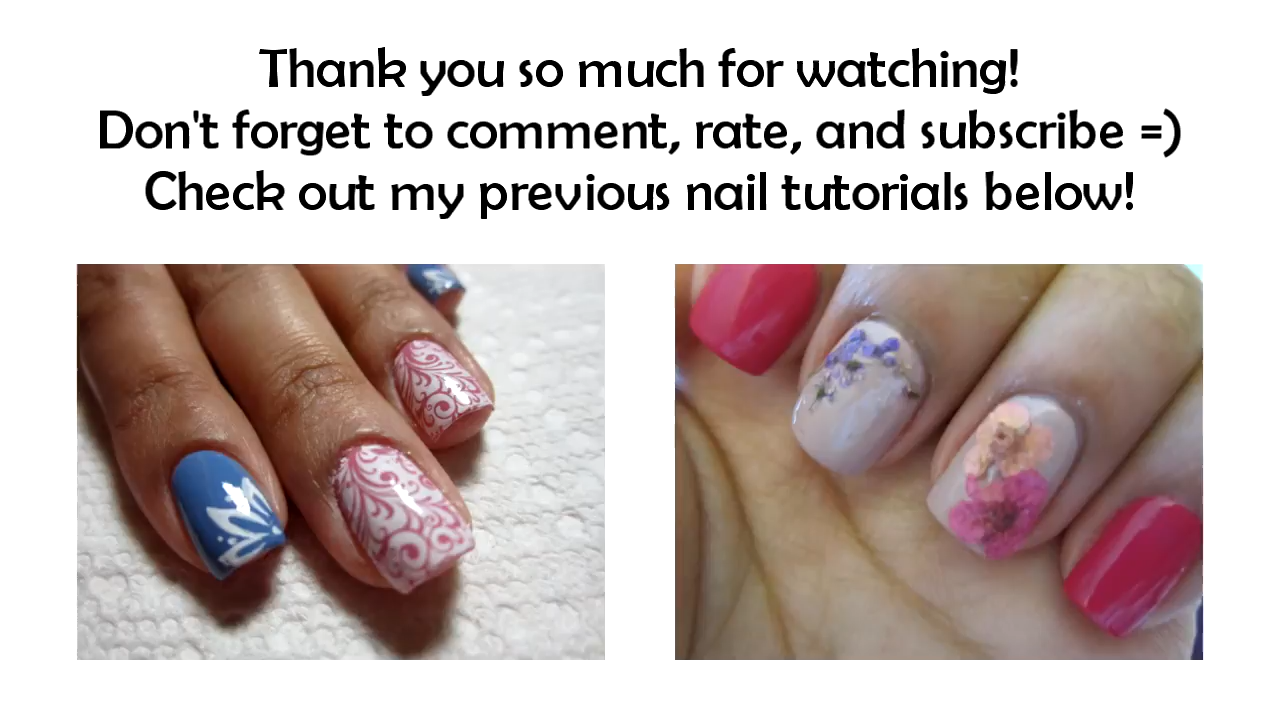 Thank you so much for watching!
Don't forget to comment, rate, and subscribe =)
Check out my previous nail tutorials below!